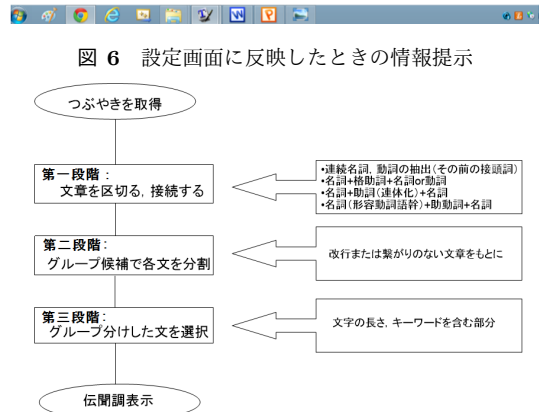 図 6 設定画面に反映したときの情報提示
つぶやきを取得
第一段階：
文章を区切る，接続する
・連続名詞，動詞の抽出（その前の接頭詞）
・名詞+格助詞+名詞or動詞
・名詞+助詞（連体化）+名詞
・名詞（形容動詞語幹）+助動詞+名詞
第二段階：
グループ候補で各文を分割
改行または繋がりのない文章をもとに
第三段階：
グループ分けした文を選択
文字の長さ，キーワードを含む部分
伝聞調表示